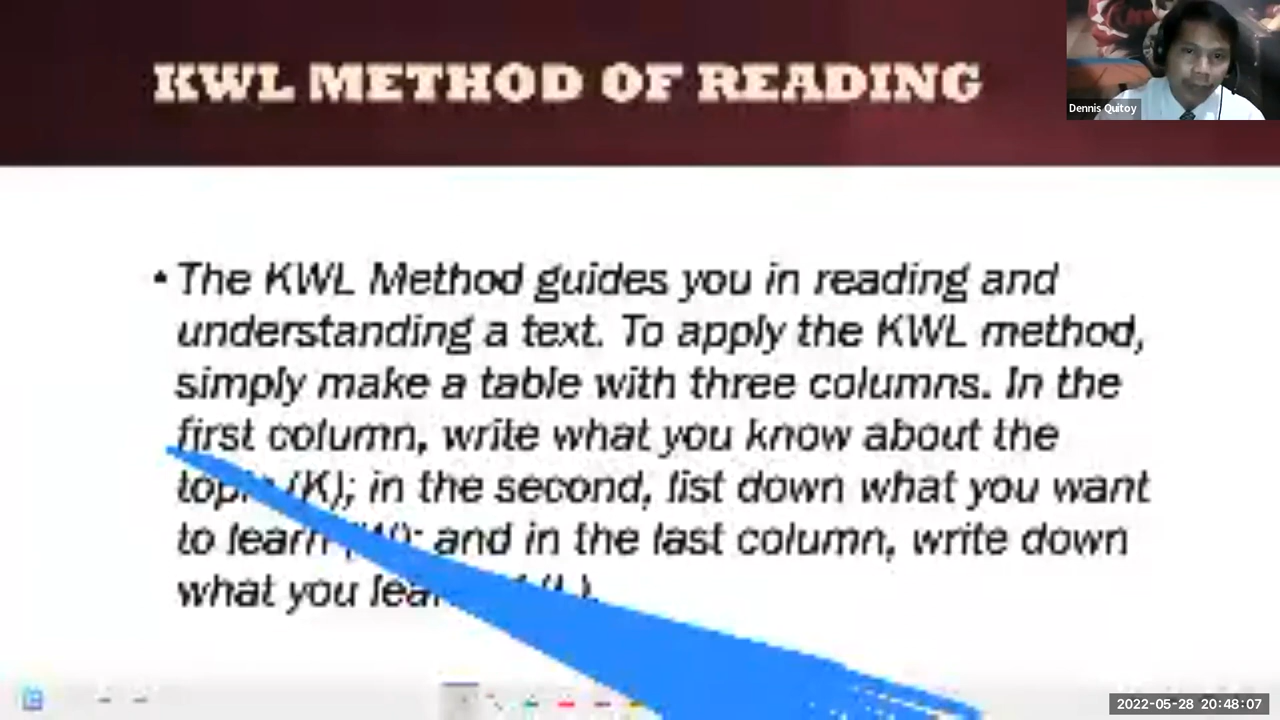 KWL METHOD OF READING
Dennis Quitoy
• The KWL Method guides you in reading and
understanding a text. To apply the KWL method,
simply make a table with three columns. In the
first column, write what you know about the
(K); in the second, list down what you want
to learn and in the last column, write down
what you
2022-05-28 20:48:07